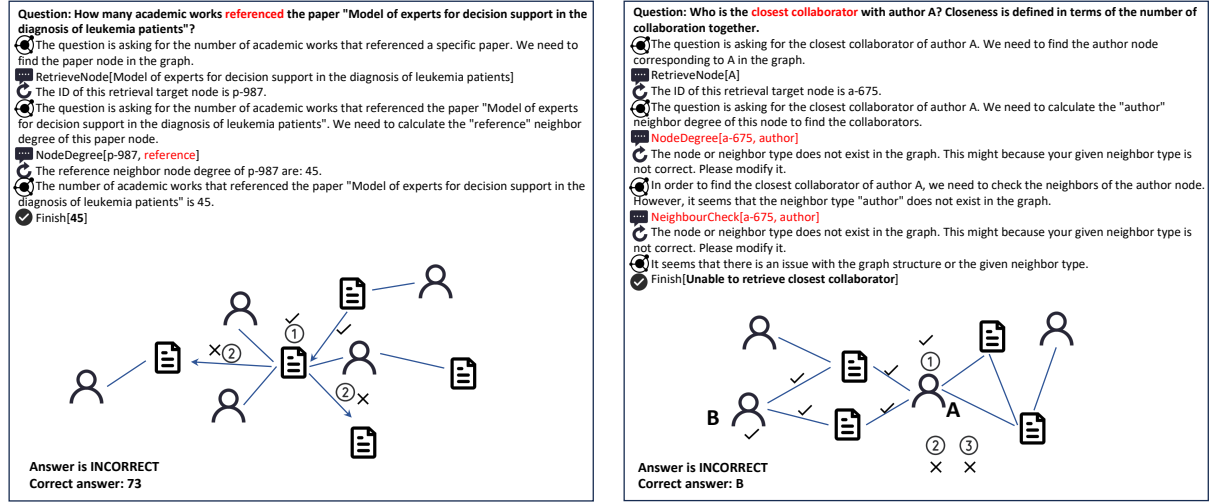 Question: How many academic works referenced the paper "Model of experts for decision support in the
diagnosis of leukemia patients"?
The question is asking for the number of academic works that referenced a specific paper. We need to
find the paper node in the graph.
RetrieveNode[Model of experts for decision support in the diagnosis of leukemia patients]
The ID of this retrieval target node is p-987.
The question is asking for the number of academic works that referenced the paper "Model of experts
for decision support in the diagnosis of leukemia patients". We need to calculate the "reference" neighbor
degree of this paper node.
NodeDegree[p-987, reference]
The reference neighbor node degree of p-987 are: 45.
The number of academic works that referenced the paper "Model of experts for decision support in the
diagnosis of leukemia patients" is 45.
Finish[45]
1
2
2
Answer is INCORRECT
Correct answer: 73
Question: Who is the closest collaborator with author A? Closeness is defined in terms of the number of
collaboration together.
The question is asking for the closest collaborator of author A. We need to find the author node
corresponding to A in the graph.
RetrieveNode[A]
The ID of this retrieval target node is a-675.
The question is asking for the closest collaborator of author A. We need to calculate the "author"
neighbor degree of this node to find the collaborators.
NodeDegree[a-675, author]
The node or neighbor type does not exist in the graph. This might because your given neighbor type is
not correct. Please modify it.
In order to find the closest collaborator of author A, we need to check the neighbors of the author node.
However, it seems that the neighbor type "author" does not exist in the graph.
NeighbourCheck[a-675, author]
The node or neighbor type does not exist in the graph. This might because your given neighbor type is
not correct. Please modify it.
It seems that there is an issue with the graph structure or the given neighbor type.
Finish[Unable to retrieve closest collaborator]
1
B
A
2 3
Answer is INCORRECT
Correct answer: B